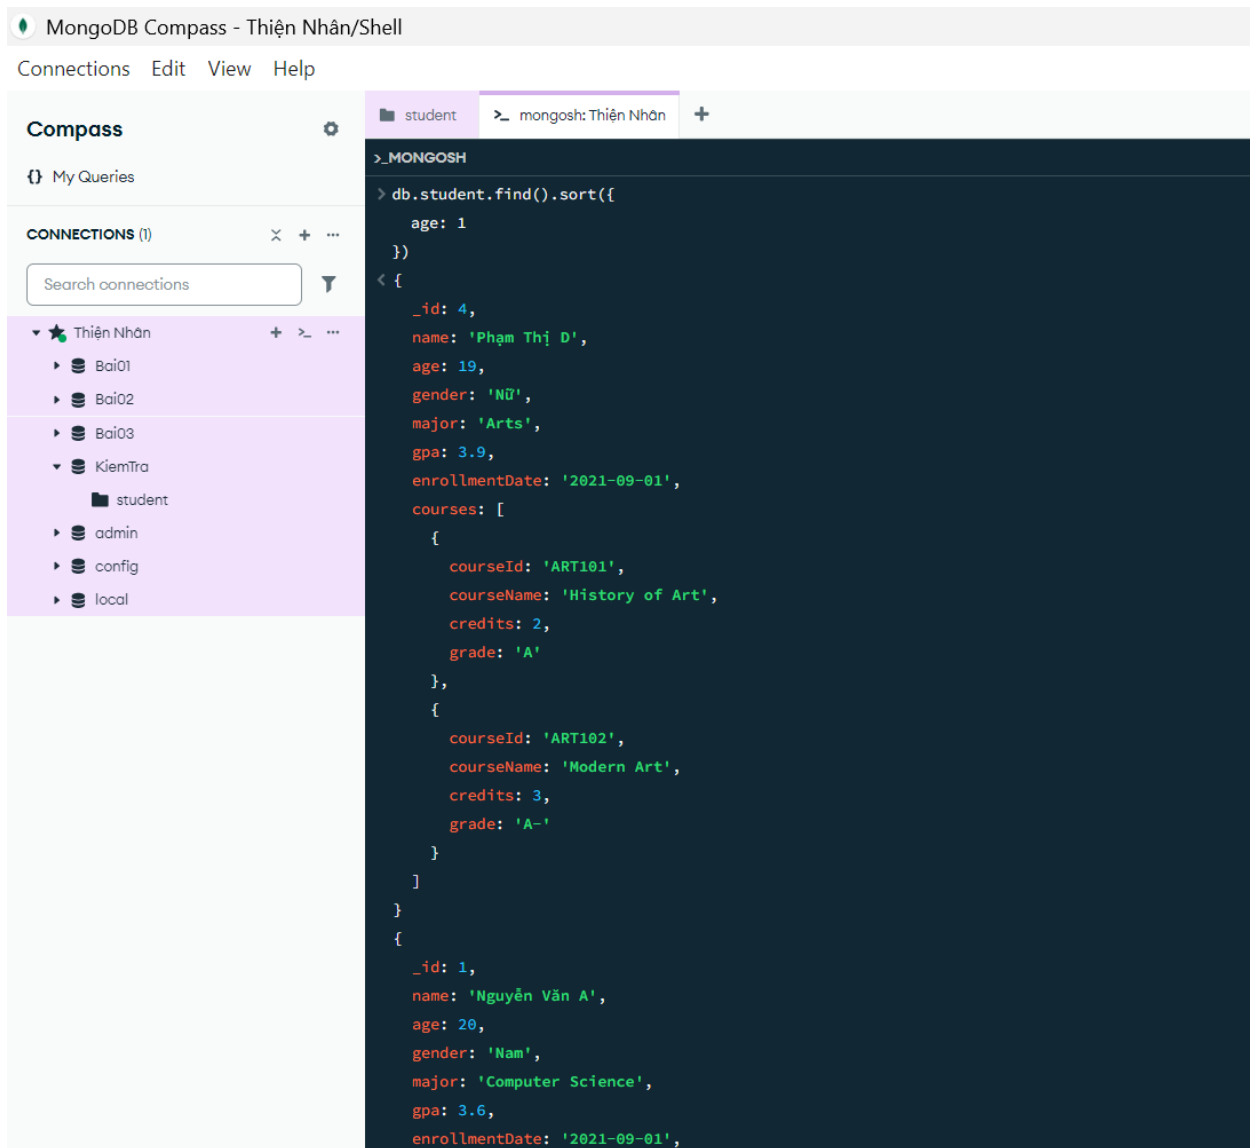 MongoDB Compass - Thiện Nhân/Shell
Connections Edit View Help
Compass
{} My Queries
CONNECTIONS (1)
Search connections
Thiện Nhân
Bai01
Bai02
Bai03
KiemTra
student
admin
config
local
student
>_ mongosh: Thiện Nhân
>_MONGOSH
> db.student.find().sort({
age: 1
})
< {
_id: 4,
name: 'Phạm Thị D',
age: 19,
gender: 'Nữ',
major: 'Arts',
gpa: 3.9,
enrollmentDate: '2021-09-01',
courses: [
{
courseId: 'ART101',
courseName: 'History of Art',
credits: 2,
grade: 'A'
},
{
courseId: 'ART102',
courseName: 'Modern Art',
credits: 3,
grade: 'A-'
}
]
}
{
_id: 1,
name: 'Nguyễn Văn A',
age: 20,
gender: 'Nam',
major: 'Computer Science',
gpa: 3.6,
enrollmentDate: '2021-09-01',